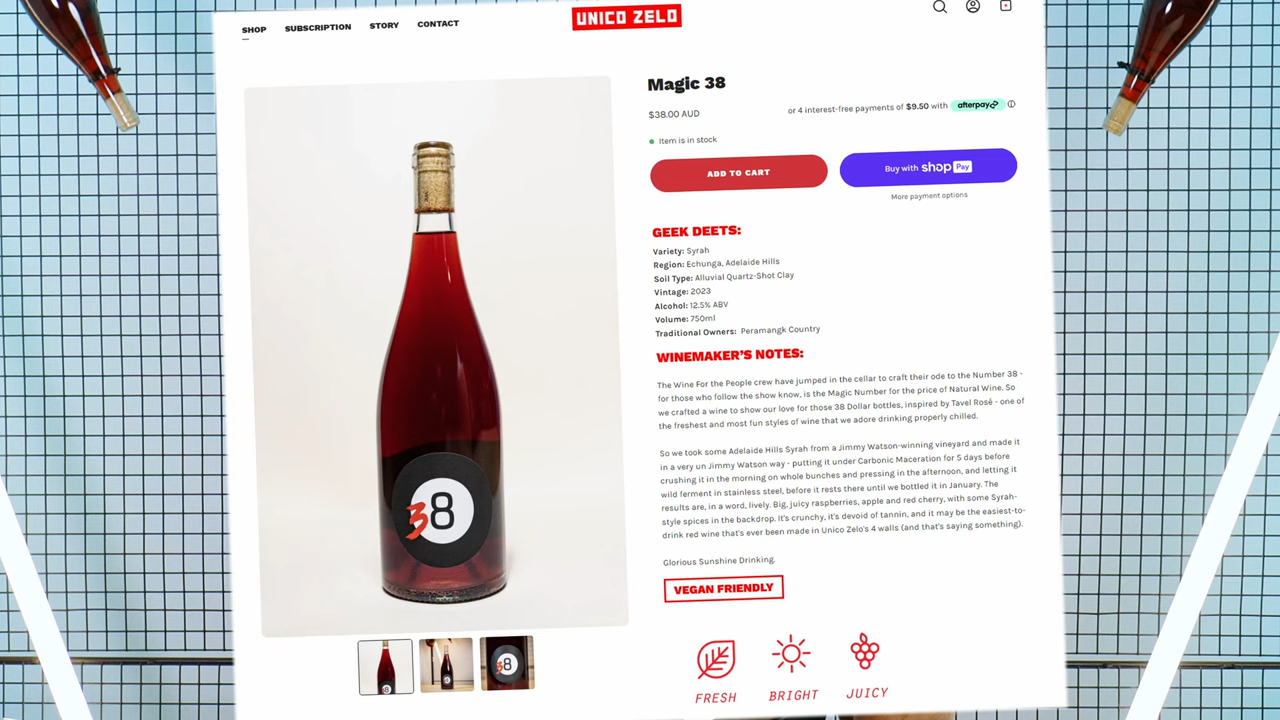 SHOP SUBSCRIPTION STORY CONTACT
UNICO ZELO
Magic 38
$38.00 AUD
or 4 interest-free payments of $9.50 with afterpay
Item is in stock
ADD TO CART
Buy with shop Pay
More payment options
GEEK DEETS:
Variety: Syrah
Region: Echunga, Adelaide Hills
Soil Type: Alluvial Quartz-Shot Clay
Vintage: 2023
Alcohol: 12.5% ABV
Volume: 750ml
Traditional Owners: Peramangk Country
WINEMAKER'S NOTES:
The Wine For the People crew have jumped in the cellar to craft their ode to the Number 38 -
for those who follow the show know, is the Magic Number for the price of Natural Wine. So
we crafted a wine to show our love for those 38 Dollar bottles, inspired by Tavel Rosé - one of
the freshest and most fun styles of wine that we adore drinking properly chilled.
So we took some Adelaide Hills Syrah from a Jimmy Watson-winning vineyard and made it
in a very un Jimmy Watson way - putting it under Carbonic Maceration for 5 days before
crushing it in the morning on whole bunches and pressing in the afternoon, and letting it
wild ferment in stainless steel, before it rests there until we bottled it in January. The
results are, in a word, lively. Big, juicy raspberries, apple and red cherry, with some Syrah-
style spices in the backdrop. It's crunchy, it's devoid of tannin, and it may be the easiest-to-
drink red wine that's ever been made in Unico Zelo's 4 walls (and that's saying something).
Glorious Sunshine Drinking.
VEGAN FRIENDLY
FRESH BRIGHT JUICY
38
38
38